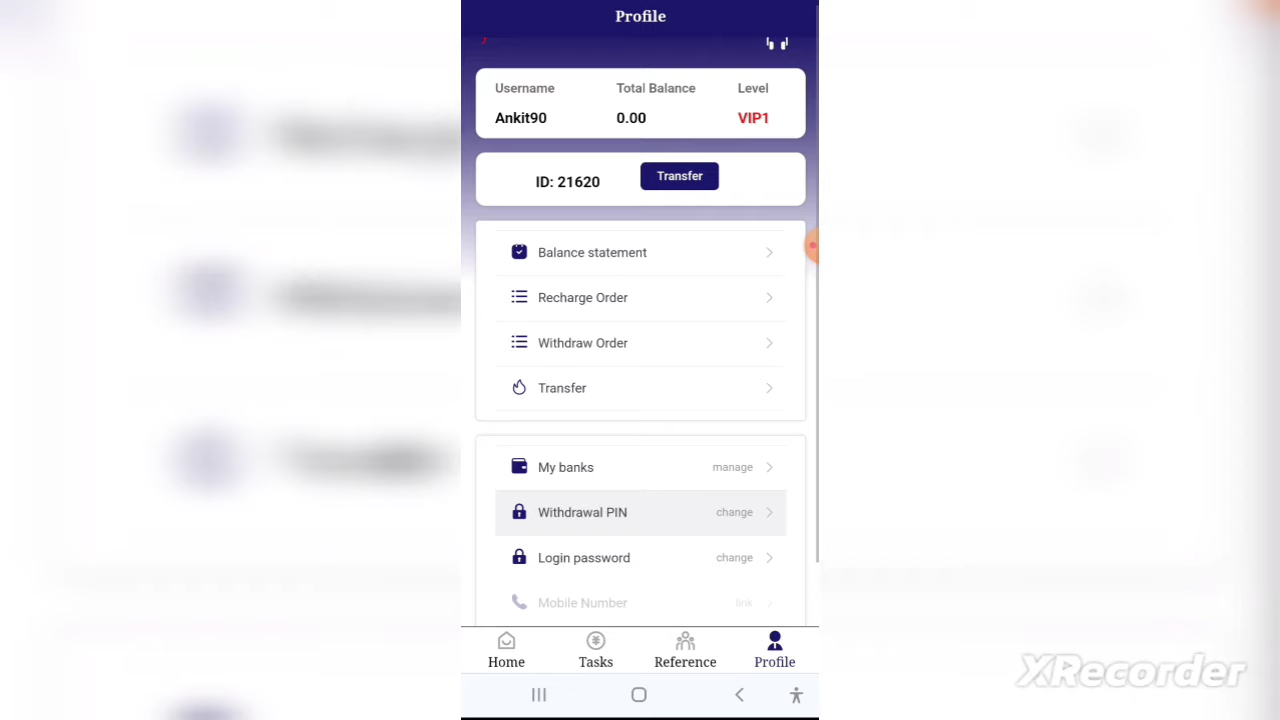 Profile
Username Total Balance Level
Ankit90 0.00 VIP1
ID: 21620 Transfer
Balance statement
Recharge Order
Withdraw Order
Transfer
My banks manage
Withdrawal PIN change
Login password change
Mobile Number link
Home Tasks Reference Profile
XRecorder